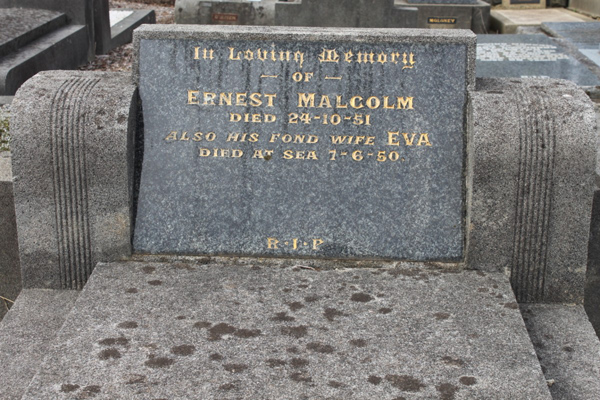 MALONEY
In Loving Memory
— OF —
ERNEST MALCOLM
DIED 24-10-51
ALSO HIS FOND WIFE EVA
DIED AT SEA 7-6-50
R·I·P